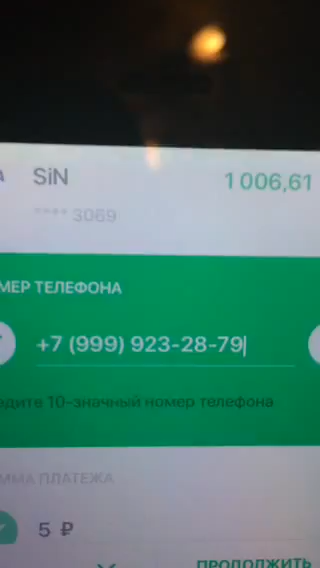 SiN 1 006,61
**** 3069
МЕР ТЕЛЕФОНА
+7 (999) 923-28-79
едите 10-значный номер телефона
ММА ПЛАТЕЖА
5 ₽
ПРОДОЛЖИТЬ